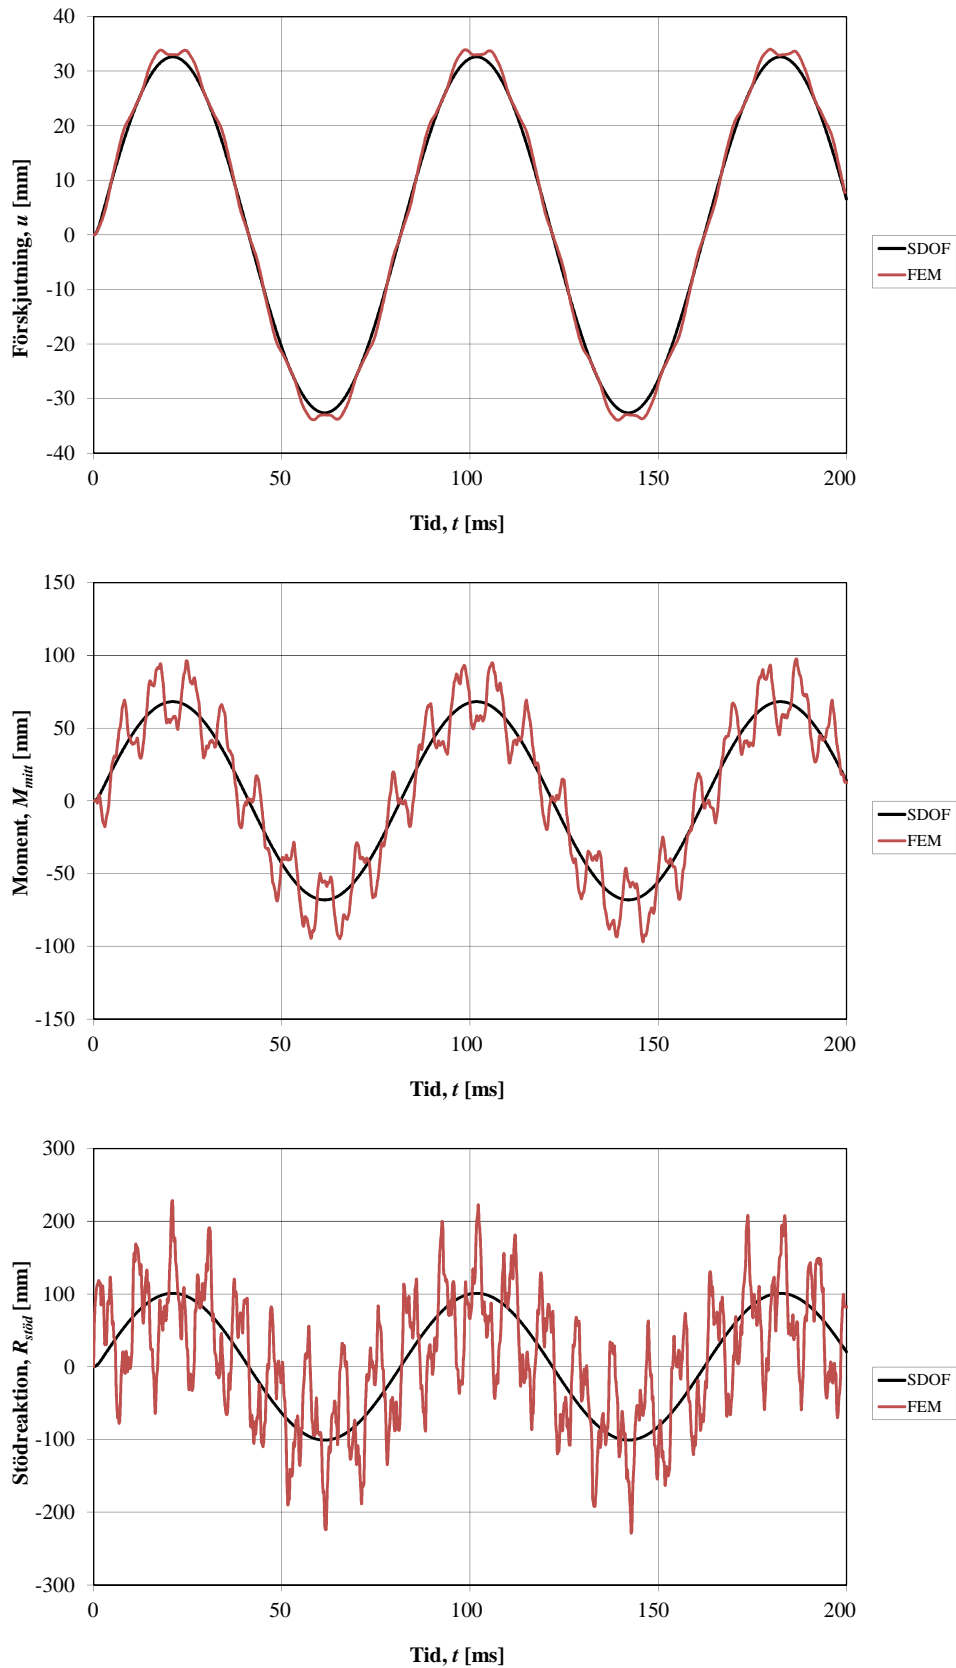 40
30
20
10
0
-10
-20
-30
-40
Förskjutning, u [mm]
0 50 100 150 200
Tid, t [ms]
SDOF
FEM
150
100
50
0
-50
-100
-150
Moment, M_mitt [mm]
0 50 100 150 200
Tid, t [ms]
SDOF
FEM
300
200
100
0
-100
-200
-300
Stödreaktion, R_stöd [mm]
0 50 100 150 200
Tid, t [ms]
SDOF
FEM